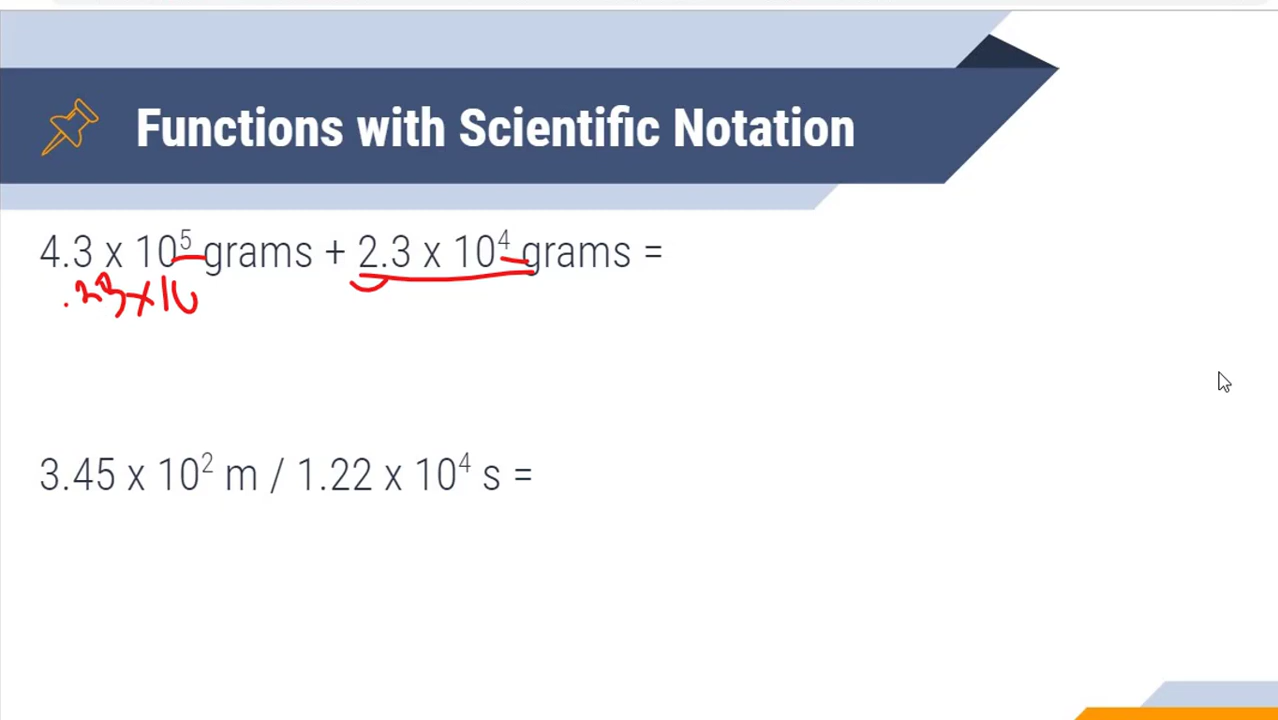 Functions with Scientific Notation
4.3 x 10⁵ grams + 2.3 x 10⁴ grams =
.23 x 10
3.45 x 10² m / 1.22 x 10⁴ s =